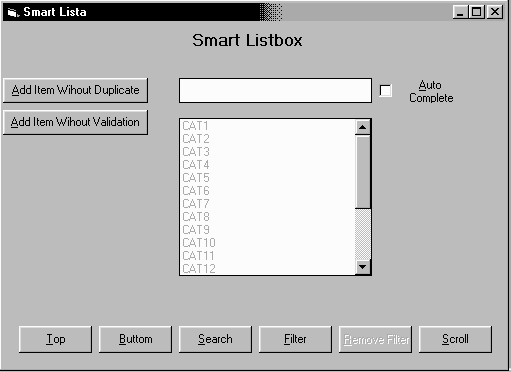 Smart Lista
Smart Listbox
Add Item Wihout Duplicate
Auto
Complete
Add Item Wihout Validation
CAT1
CAT2
CAT3
CAT4
CAT5
CAT6
CAT7
CAT8
CAT9
CAT10
CAT11
CAT12
Top
Buttom
Search
Filter
Remove Filter
Scroll